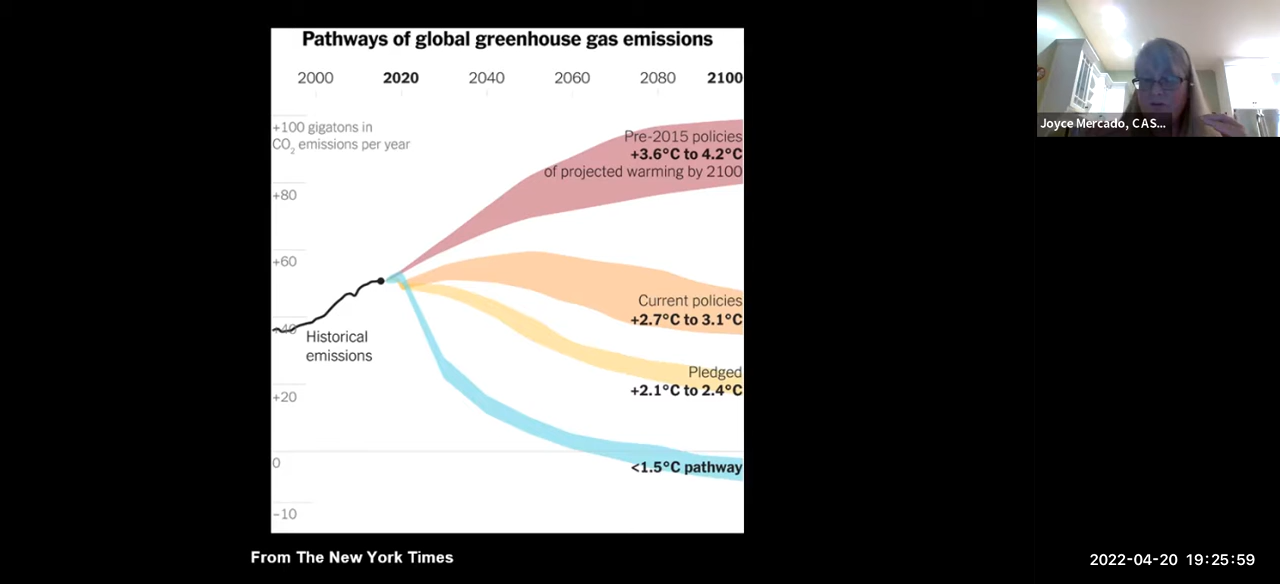 Pathways of global greenhouse gas emissions
2000 2020 2040 2060 2080 2100
+100 gigatons in
CO2 emissions per year
Pre-2015 policies
+3.6°C to 4.2°C
of projected warming by 2100
+80
+60
Current policies
+2.7°C to 3.1°C
+40
Historical
emissions
Pledged
+2.1°C to 2.4°C
+20
0
<1.5°C pathway
−10
From The New York Times
Joyce Mercado, CAS...
2022-04-20 19:25:59